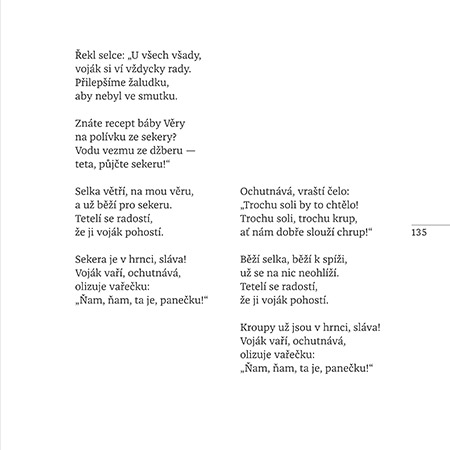 Řekl selce: „U všech všady,
voják si ví vždycky rady.
Přilepšíme žaludku,
aby nebyl ve smutku.

Znáte recept báby Věry
na polívku ze sekery?
Vodu vezmu ze džberu —
teta, půjčte sekeru!“

Selka větří, na mou věru,
a už běží pro sekeru.
Tetelí se radostí,
že ji voják pohostí.

Sekera je v hrnci, sláva!
Voják vaří, ochutnává,
olizuje vařečku:
„Ňam, ňam, ta je, panečku!“

Ochutnává, vraští čelo:
„Trochu soli by to chtělo!
Trochu soli, trochu krup,
ať nám dobře slouží chrup!“

Běží selka, běží k spíži,
už se na nic neohlíží.
Tetelí se radostí,
že ji voják pohostí.

Kroupy už jsou v hrnci, sláva!
Voják vaří, ochutnává,
olizuje vařečku:
„Ňam, ňam, ta je, panečku!“

135